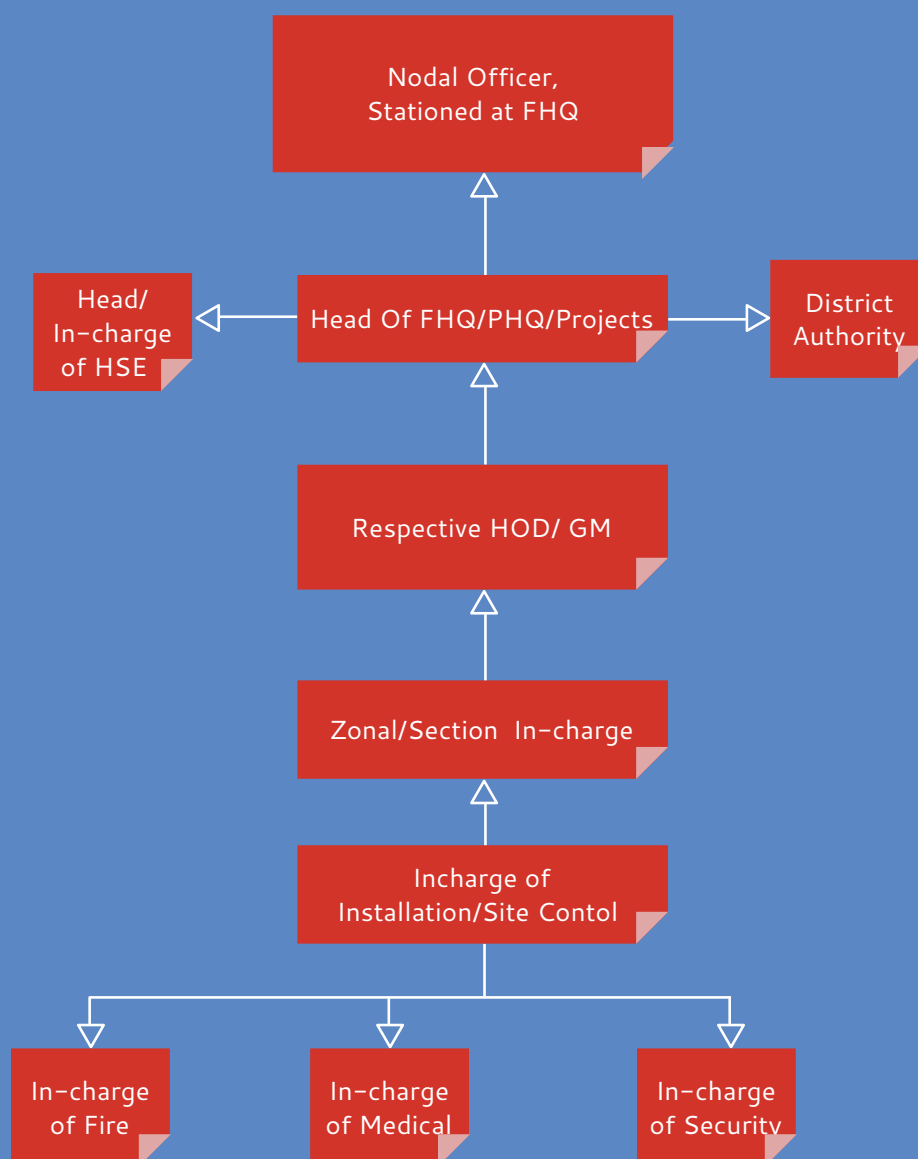 Nodal Officer,
Stationed at FHQ
Head/
In-charge
of HSE
Head Of FHQ/PHQ/Projects
District
Authority
Respective HOD/ GM
Zonal/Section In-charge
Incharge of
Installation/Site Contol
In-charge
of Fire
In-charge
of Medical
In-charge
of Security